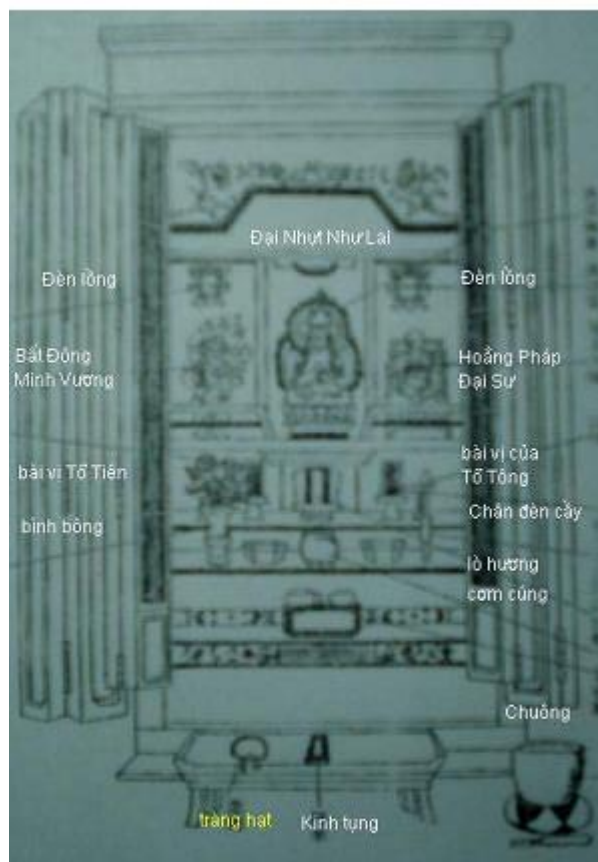 Đại Nhựt Như Lai
Đèn lồng
Đèn lồng
Bất Động
Minh Vương
Hoằng Pháp
Đại Sư
bài vị Tổ Tiên
bài vị của
Tổ Tông
Chân đèn cầy
bình bông
lò hương
cơm cúng
Chuông
tràng hạt
Kinh tụng